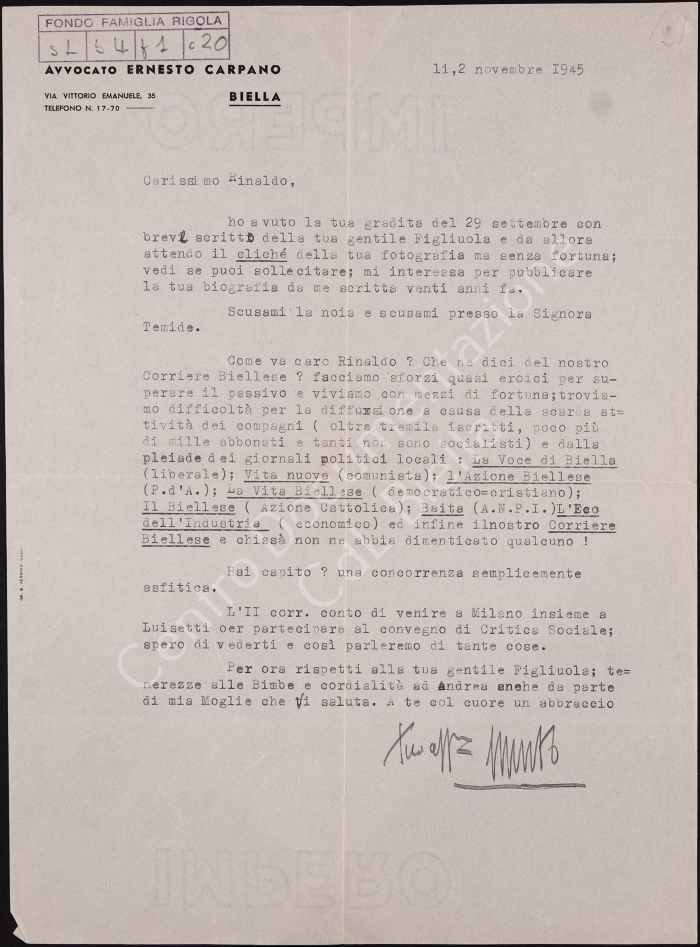 FONDO FAMIGLIA RIGOLA
sL b4 f1 c20
(2)
AVVOCATO ERNESTO CARPANO
li,2 novembre I945
VIA VITTORIO EMANUELE, 35
BIELLA
TELEFONO N. 17-70
IMPERO
Carissimo Rinaldo,
ho avuto la tua gradita del 29 settembre con
brevi scritti della tua gentile Figliuola e da allora
attendo il cliché della tua fotografia ma senza fortuna;
vedi se puoi sollecitare; mi interessa per pubblicare
la tua biografia da me scritta venti anni fa.
Scusami la noia e scusami presso la Signora
Temide.
Come va caro Rinaldo ? Che ne dici del nostro
Corriere Biellese ? facciamo sforzi quasi eroici per su-
perare il passivo e viviamo con mezzi di fortuna;trovia-
mo difficoltà per la diffussione a causa della scarsa at=
tività dei compagni ( oltre tremila iscritti, poco più
di mille abbonati e tanti non sono socialisti) e dalla
pleiade dei giornali politici locali : La Voce di Biella
(liberale); Vita nuova (comunista); l'Azione Biellese
(P.d'A.); La Vita Biellese ( democratico=cristiano);
Il Biellese ( Azione Cattolica); Baita (A.N.P.I.)L'Eco
dell'Industria ( economico) ed infine ilnostro Corriere
Biellese e chissà non ne abbia dimenticato qualcuno !
Hai capito ? una concorrenza semplicemente
asfitica.
L'II corr. conto di venire a Milano insieme a
Luisetti oer partecipare al convegno di Critica Sociale;
spero di vederti e così parleremo di tante cose.
Per ora rispetti alla tua gentile Figliuola; te=
nerezze alle Bimbe e cordialità ad Andrea anehe da parte
di mia Moglie che ti saluta. A te col cuore un abbraccio
IMPERO